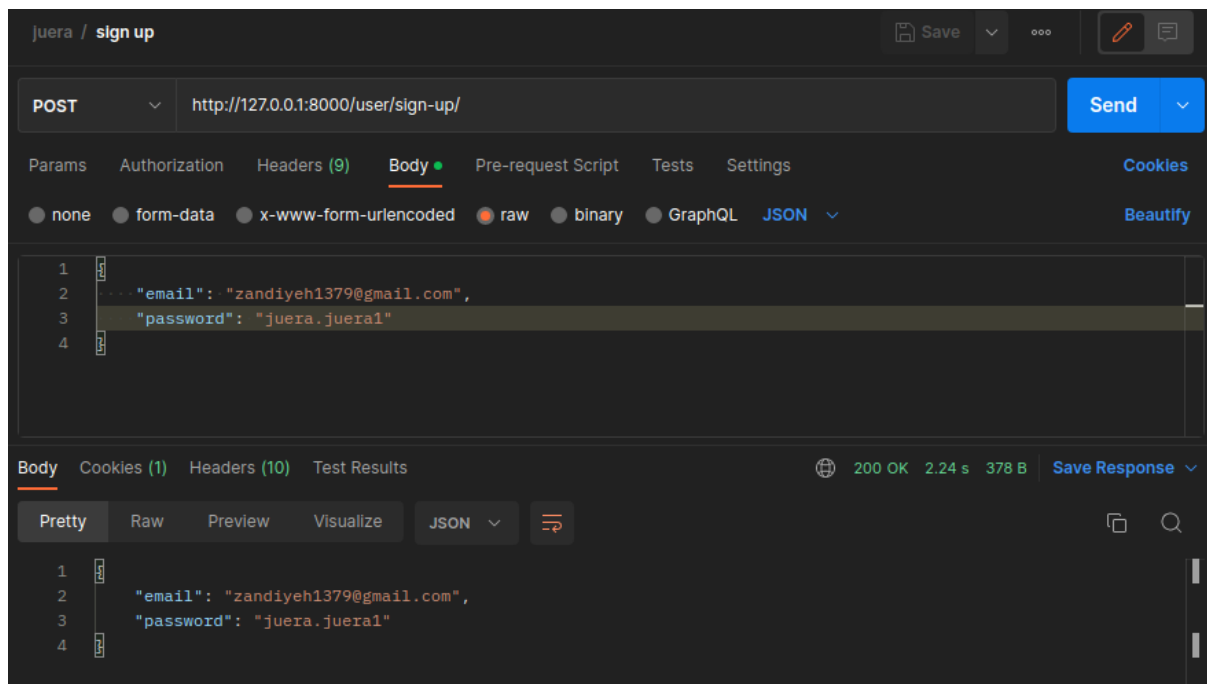 juera / sign up
Save
POST
http://127.0.0.1:8000/user/sign-up/
Send
Params Authorization Headers (9) Body Pre-request Script Tests Settings Cookies
none form-data x-www-form-urlencoded raw binary GraphQL JSON Beautify
1 {
2 "email": "zandiyeh1379@gmail.com",
3 "password": "juera.juera1"
4 }
Body Cookies (1) Headers (10) Test Results 200 OK 2.24 s 378 B Save Response
Pretty Raw Preview Visualize JSON
1 {
2 "email": "zandiyeh1379@gmail.com",
3 "password": "juera.juera1"
4 }